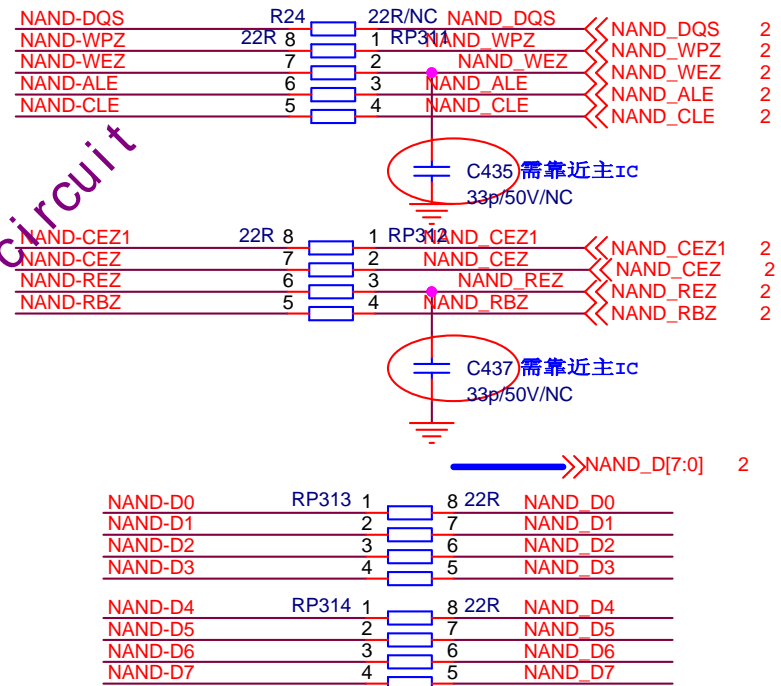 NAND-DQS R24 22R/NC NAND_DQS NAND_DQS 2
NAND-WPZ 22R 8 1 RP311 NAND_WPZ NAND_WPZ 2
NAND-WEZ 7 2 NAND_WEZ NAND_WEZ 2
NAND-ALE 6 3 NAND_ALE NAND_ALE 2
NAND-CLE 5 4 NAND_CLE NAND_CLE 2
circuit
C435 需靠近主IC
33p/50V/NC
NAND-CEZ1 22R 8 1 RP312 NAND_CEZ1 NAND_CEZ1 2
NAND-CEZ 7 2 NAND_CEZ NAND_CEZ 2
NAND-REZ 6 3 NAND_REZ NAND_REZ 2
NAND-RBZ 5 4 NAND_RBZ NAND_RBZ 2
C437 需靠近主IC
33p/50V/NC
NAND_D[7:0] 2
NAND-D0 RP313 1 8 22R NAND_D0
NAND-D1 2 7 NAND_D1
NAND-D2 3 6 NAND_D2
NAND-D3 4 5 NAND_D3
NAND-D4 RP314 1 8 22R NAND_D4
NAND-D5 2 7 NAND_D5
NAND-D6 3 6 NAND_D6
NAND-D7 4 5 NAND_D7